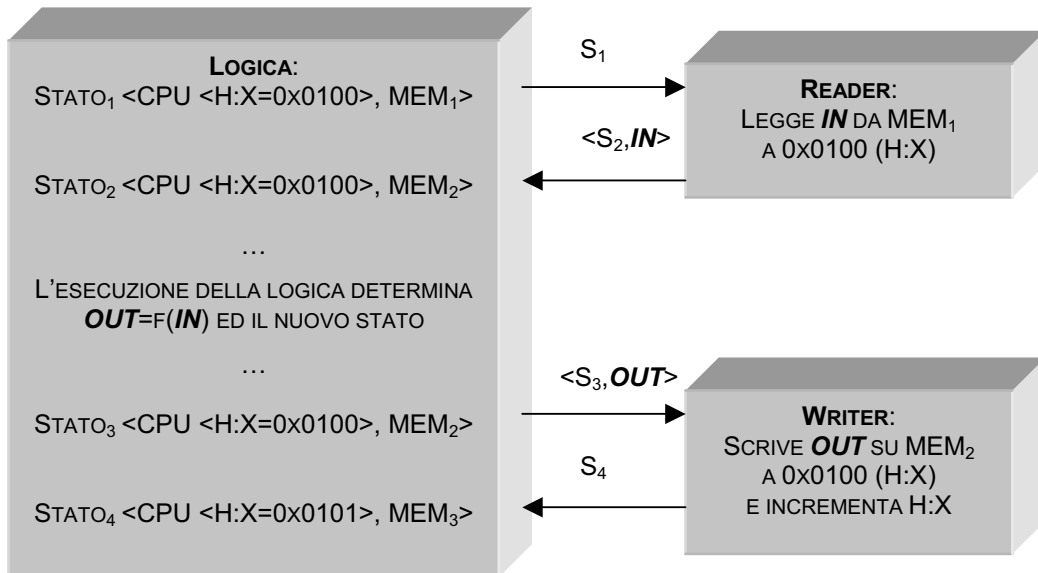 LOGICA:
STATO₁ <CPU <H:X=0X0100>, MEM₁>
STATO₂ <CPU <H:X=0X0100>, MEM₂>
…
L'ESECUZIONE DELLA LOGICA DETERMINA
OUT=F(IN) ED IL NUOVO STATO
…
STATO₃ <CPU <H:X=0X0100>, MEM₂>
STATO₄ <CPU <H:X=0X0101>, MEM₃>
S₁
<S₂,IN>
READER:
LEGGE IN DA MEM₁
A 0X0100 (H:X)
<S₃,OUT>
S₄
WRITER:
SCRIVE OUT SU MEM₂
A 0X0100 (H:X)
E INCREMENTA H:X